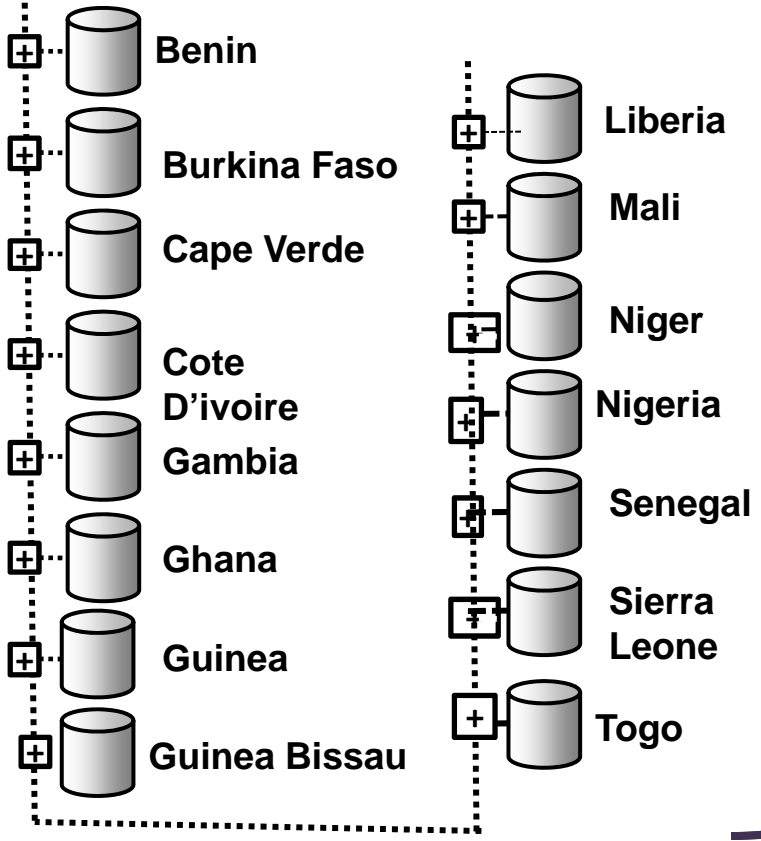 + Benin
+ Burkina Faso
+ Cape Verde
+ Cote
D’ivoire
+ Gambia
+ Ghana
+ Guinea
+ Guinea Bissau
+ Liberia
+ Mali
+ Niger
+ Nigeria
+ Senegal
+ Sierra
Leone
+ Togo